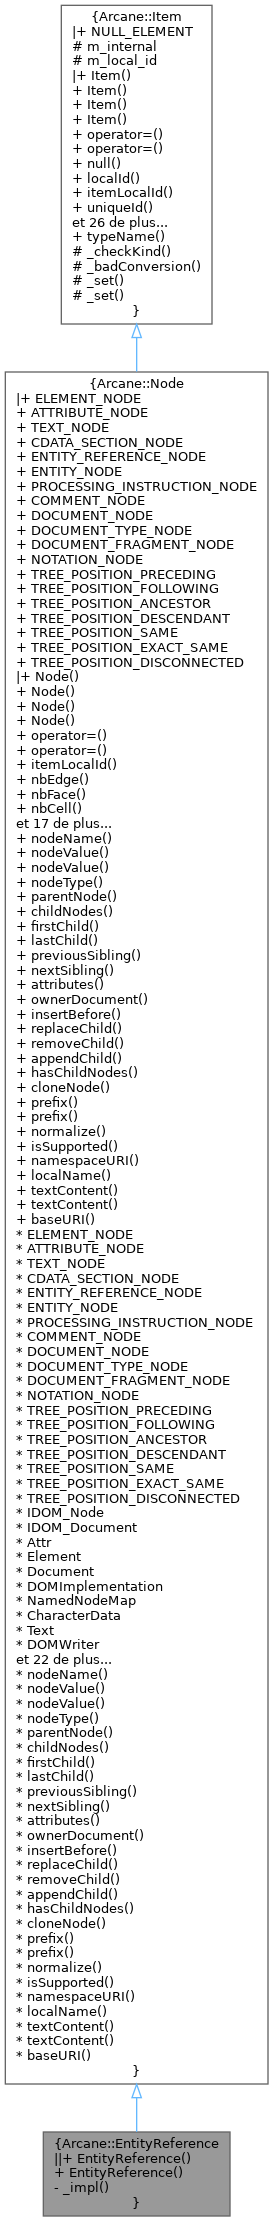 {Arcane::Item
|+ NULL_ELEMENT
# m_internal
# m_local_id
|+ Item()
+ Item()
+ Item()
+ Item()
+ operator=()
+ operator=()
+ null()
+ localId()
+ itemLocalId()
+ uniqueId()
et 26 de plus...
+ typeName()
# _checkKind()
# _badConversion()
# _set()
# _set()
}
{Arcane::Node
|+ ELEMENT_NODE
+ ATTRIBUTE_NODE
+ TEXT_NODE
+ CDATA_SECTION_NODE
+ ENTITY_REFERENCE_NODE
+ ENTITY_NODE
+ PROCESSING_INSTRUCTION_NODE
+ COMMENT_NODE
+ DOCUMENT_NODE
+ DOCUMENT_TYPE_NODE
+ DOCUMENT_FRAGMENT_NODE
+ NOTATION_NODE
+ TREE_POSITION_PRECEDING
+ TREE_POSITION_FOLLOWING
+ TREE_POSITION_ANCESTOR
+ TREE_POSITION_DESCENDANT
+ TREE_POSITION_SAME
+ TREE_POSITION_EXACT_SAME
+ TREE_POSITION_DISCONNECTED
|+ Node()
+ Node()
+ Node()
+ Node()
+ operator=()
+ operator=()
+ itemLocalId()
+ nbEdge()
+ nbFace()
+ nbCell()
et 17 de plus...
+ nodeName()
+ nodeValue()
+ nodeValue()
+ nodeType()
+ parentNode()
+ childNodes()
+ firstChild()
+ lastChild()
+ previousSibling()
+ nextSibling()
+ attributes()
+ ownerDocument()
+ insertBefore()
+ replaceChild()
+ removeChild()
+ appendChild()
+ hasChildNodes()
+ cloneNode()
+ prefix()
+ prefix()
+ normalize()
+ isSupported()
+ namespaceURI()
+ localName()
+ textContent()
+ textContent()
+ baseURI()
* ELEMENT_NODE
* ATTRIBUTE_NODE
* TEXT_NODE
* CDATA_SECTION_NODE
* ENTITY_REFERENCE_NODE
* ENTITY_NODE
* PROCESSING_INSTRUCTION_NODE
* COMMENT_NODE
* DOCUMENT_NODE
* DOCUMENT_TYPE_NODE
* DOCUMENT_FRAGMENT_NODE
* NOTATION_NODE
* TREE_POSITION_PRECEDING
* TREE_POSITION_FOLLOWING
* TREE_POSITION_ANCESTOR
* TREE_POSITION_DESCENDANT
* TREE_POSITION_SAME
* TREE_POSITION_EXACT_SAME
* TREE_POSITION_DISCONNECTED
* IDOM_Node
* IDOM_Document
* Attr
* Element
* Document
* DOMImplementation
* NamedNodeMap
* CharacterData
* Text
* DOMWriter
et 22 de plus...
* nodeName()
* nodeValue()
* nodeValue()
* nodeType()
* parentNode()
* childNodes()
* firstChild()
* lastChild()
* previousSibling()
* nextSibling()
* attributes()
* ownerDocument()
* insertBefore()
* replaceChild()
* removeChild()
* appendChild()
* hasChildNodes()
* cloneNode()
* prefix()
* prefix()
* normalize()
* isSupported()
* namespaceURI()
* localName()
* textContent()
* textContent()
* baseURI()
}
{Arcane::EntityReference
||+ EntityReference()
+ EntityReference()
- _impl()
}